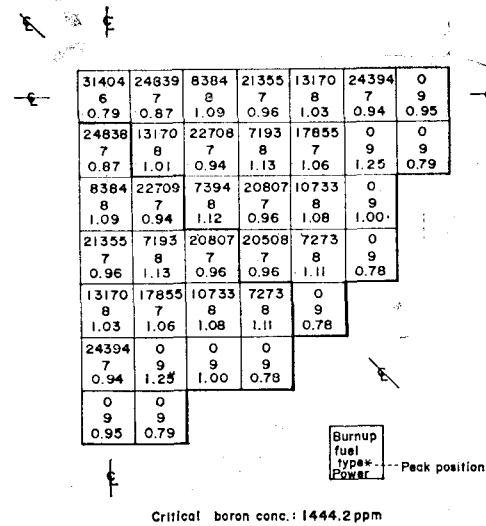 31404 24839 8384 21355 13170 24394 0
6 7 8 7 8 7 9
0.79 0.87 1.09 0.96 1.03 0.94 0.95
24838 13170 22708 7193 17855 0 0
7 8 7 8 7 9 9
0.87 1.01 0.94 1.13 1.06 1.25 0.79
8384 22709 7394 20807 10733 0
8 7 8 7 8 9
1.09 0.94 1.12 0.96 1.08 1.00
21355 7193 20807 20508 7273 0
7 8 7 7 8 9
0.96 1.13 0.96 0.96 1.11 0.78
13170 17855 10733 7273 0
8 7 8 8 9
1.03 1.06 1.08 1.11 0.78
24394 0 0 0
7 9 9 9
0.94 1.25* 1.00 0.78
0 0
9 9
0.95 0.79
Burnup
fuel
type*
Power
Peak position
Critical boron conc.: 1444.2 ppm